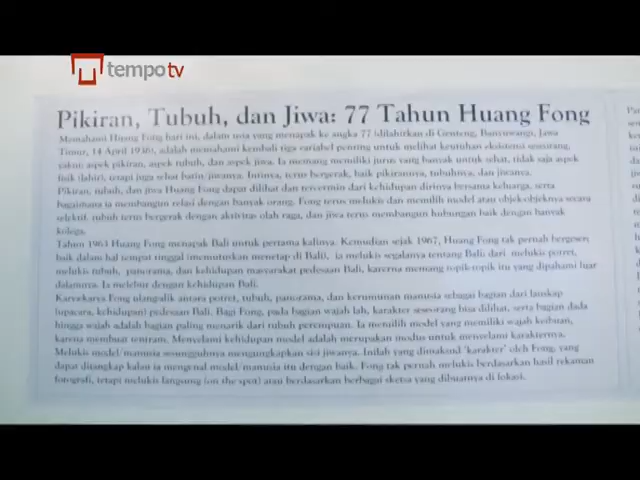 tempo tv
Pikiran, Tubuh, dan Jiwa: 77 Tahun Huang Fong
Memahami Huang Fong hari ini, dalam usia yang menapak ke angka 77 (dilahirkan di Genteng, Banyuwangi, Jawa
Timur, 14 April 1936), adalah memahami kembali tiga variabel penting untuk melihat keutuhan eksistensi seseorang,
yakni: aspek pikiran, aspek tubuh, dan aspek jiwa. Ia memang memiliki jurus yang banyak untuk sehat, tidak saja aspek
fisik (lahir), tetapi juga sehat batin/jiwanya. Intinya, terus bergerak, baik pikirannya, tubuhnya, dan jiwanya.
Pikiran, tubuh, dan jiwa Huang Fong dapat dilihat dan tercermin dari kehidupan dirinya bersama keluarga, serta
bagaimana ia membangun relasi dengan banyak orang. Fong terus melukis dan memilih model atau objek-objeknya secara
selektif, tubuh terus bergerak dengan aktivitas olah raga, dan jiwa terus membangun hubungan baik dengan banyak
kolega.
Tahun 1963 Huang Fong menapak Bali untuk pertama kalinya. Kemudian sejak 1967, Huang Fong tak pernah bergeser,
baik dalam hal tempat tinggal (memutuskan menetap di Bali), ia melukis segalanya tentang Bali: dari melukis potret,
melukis tubuh, panorama, dan kehidupan masyarakat pedesaan Bali, karena memang topik-topik itu yang dipahami luar
dalamnya. Ia melebur dengan kehidupan Bali.
Karya-karya Fong ulang-alik antara potret, tubuh, panorama, dan kerumunan manusia sebagai bagian dari lanskap
(upacara, kehidupan) pedesaan Bali. Bagi Fong, pada bagian wajah lah, karakter seseorang bisa dilihat, serta bagian dada
hingga wajah adalah bagian paling menarik dari tubuh perempuan. Ia memilih model yang memiliki wajah keibuan,
karena membuat tentram. Menyelami kehidupan model adalah merupakan modus untuk menyelami karakternya.
Melukis model/manusia sesungguhnya mengungkapkan sisi jiwanya. Inilah yang dimaksud 'karakter' oleh Fong, yang
dapat ditangkap kalau ia mengenal model/manusia itu dengan baik. Fong tak pernah melukis berdasarkan hasil rekaman
fotografi, tetapi melukis langsung (on the spot) atau berdasarkan berbagai sketsa yang dibuatnya di lokasi.